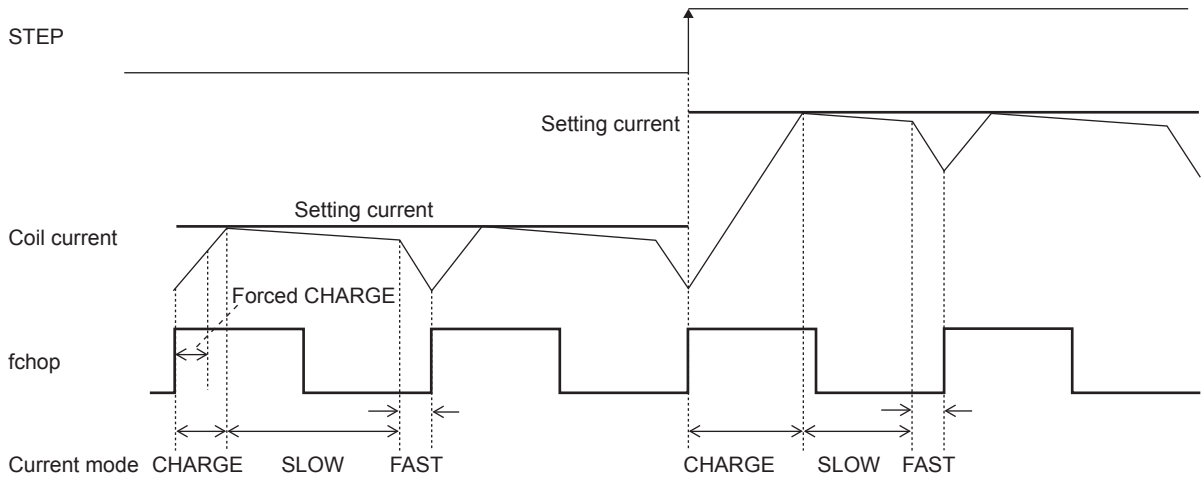 STEP
Setting current
Setting current
Coil current
Forced CHARGE
fchop
Current mode CHARGE SLOW FAST CHARGE SLOW FAST